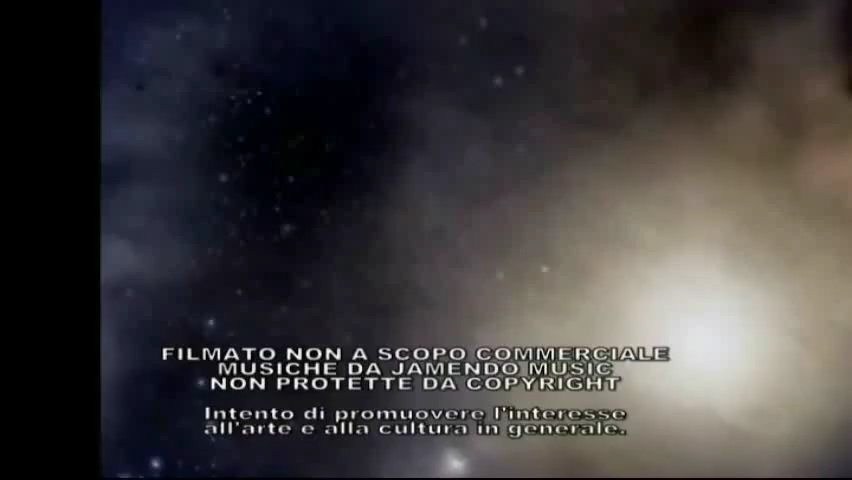 FILMATO NON A SCOPO COMMERCIALE
MUSICHE DA JAMENDO MUSIC
NON PROTETTE DA COPYRIGHT
Intento di promuovere l'interesse
all'arte e alla cultura in generale.